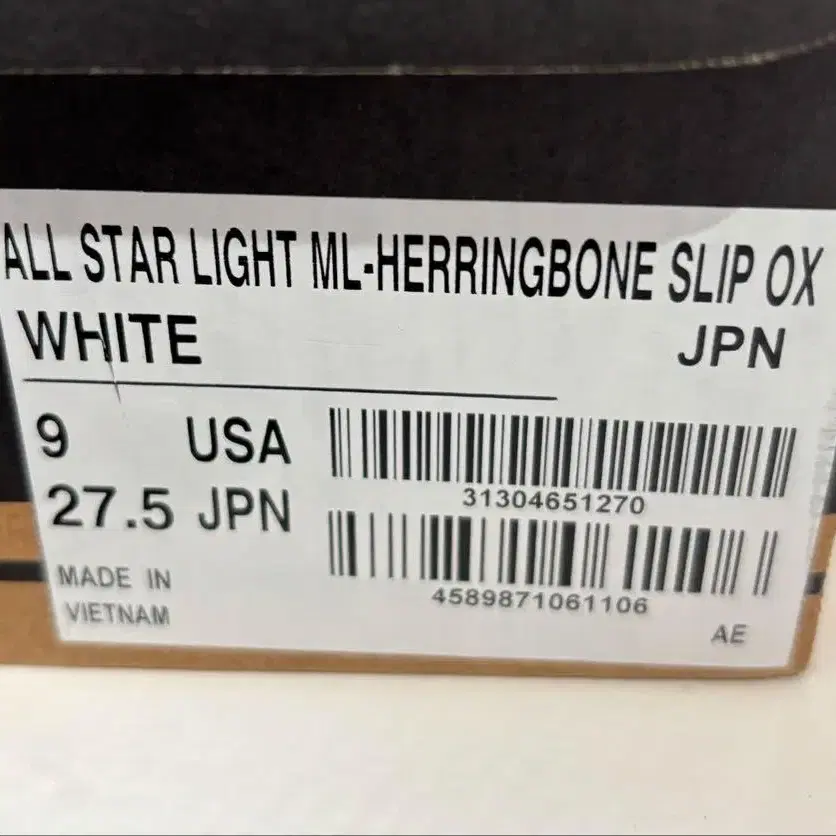 ALL STAR LIGHT ML-HERRINGBONE SLIP OX
WHITE JPN
9 USA
27.5 JPN
31304651270
4589871061106
MADE IN
VIETNAM
AE